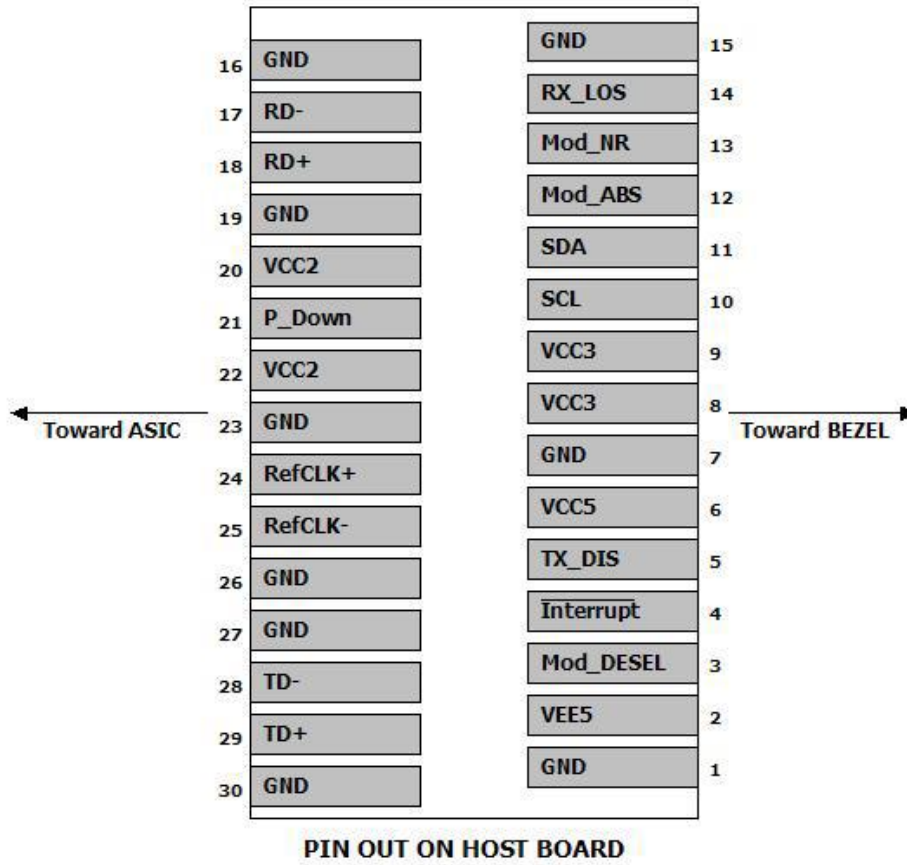 GND 15
16 GND
RX_LOS 14
17 RD-
Mod_NR 13
18 RD+
Mod_ABS 12
19 GND
SDA 11
20 VCC2
SCL 10
21 P_Down
VCC3 9
22 VCC2
VCC3 8
23 GND
Toward ASIC
Toward BEZEL
GND 7
24 RefCLK+
VCC5 6
25 RefCLK-
TX_DIS 5
26 GND
Interrupt 4
27 GND
Mod_DESEL 3
28 TD-
VEE5 2
29 TD+
GND 1
30 GND
PIN OUT ON HOST BOARD